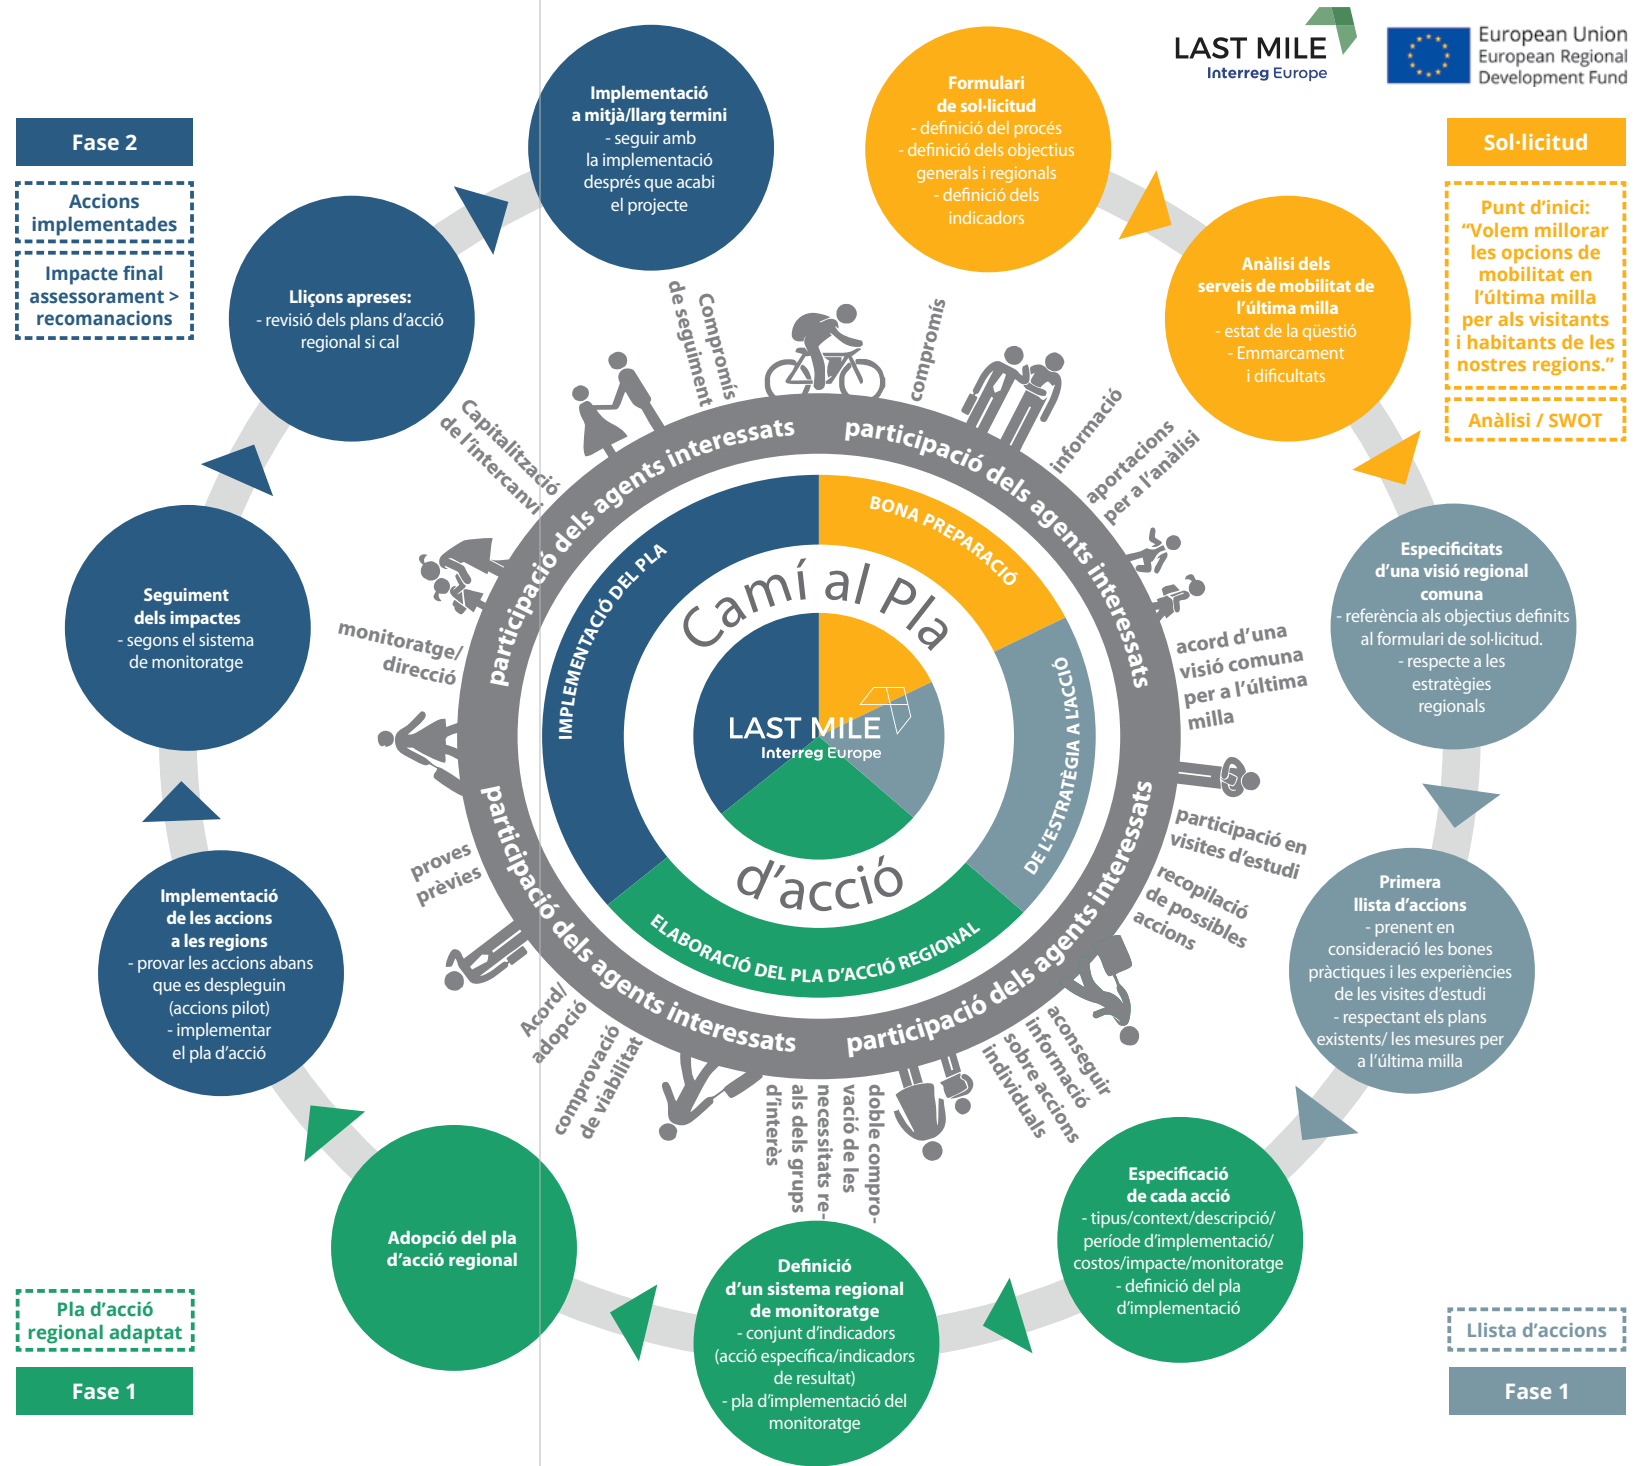 LAST MILE
Interreg Europe
European Union
European Regional
Development Fund
Sol·licitud
Punt d'inici:
“Volem millorar
les opcions de
mobilitat en
l'última milla
per als visitants
i habitants de les
nostres regions.”
Anàlisi / SWOT
Formulari
de sol·licitud
- definició del procés
- definició dels objectius
generals i regionals
- definició dels
indicadors
Anàlisi dels
serveis de mobilitat de
l'última milla
- estat de la qüestió
- Emmarcament
i dificultats
Especificitats
d'una visió regional
comuna
- referència als objectius definits
al formulari de sol·licitud.
- respecte a les
estratègies
regionals
Primera
llista d'accions
- prenent en
consideració les bones
pràctiques i les experiències
de les visites d'estudi
- respectant els plans
existents/ les mesures per
a l'última milla
Llista d'accions
Fase 1
Especificació
de cada acció
- tipus/context/descripció/
període d'implementació/
costos/impacte/monitoratge
- definició del pla
d'implementació
Definició
d'un sistema regional
de monitoratge
- conjunt d'indicadors
(acció específica/indicadors
de resultat)
- pla d'implementació del
monitoratge
Adopció del pla
d'acció regional
Pla d'acció
regional adaptat
Fase 1
Implementació
de les accions
a les regions
- provar les accions abans
que es despleguin
(accions pilot)
- implementar
el pla d'acció
Seguiment
dels impactes
- segons el sistema
de monitoratge
Lliçons apreses:
- revisió dels plans d'acció
regional si cal
Implementació
a mitjà/llarg termini
- seguir amb
la implementació
després que acabi
el projecte
Fase 2
Accions
implementades
Impacte final
assessorament >
recomanacions
compromís
informació
aportacions
per a l'anàlisi
acord d'una
visió comuna
per a l'última
milla
participació en
visites d'estudi
recopilació
de possibles
accions
aconseguir
informació
sobre accions
individuals
doble compro-
vació de les
necessitats re-
als dels grups
d'interès
comprovació
de viabilitat
Acord/
adopció
proves
prèvies
monitoratge/
direcció
Capitalització
de l'intercanvi
Compromís
de seguiment
participació dels agents interessats
participació dels agents interessats
participació dels agents interessats
participació dels agents interessats
BONA PREPARACIÓ
DE L'ESTRATÈGIA A L'ACCCIÓ
ELABORACIÓ DEL PLA D'ACCIÓ REGIONAL
IMPLEMENTACIÓ DEL PLA
Camí al Pla
d'acció
LAST MILE
Interreg Europe